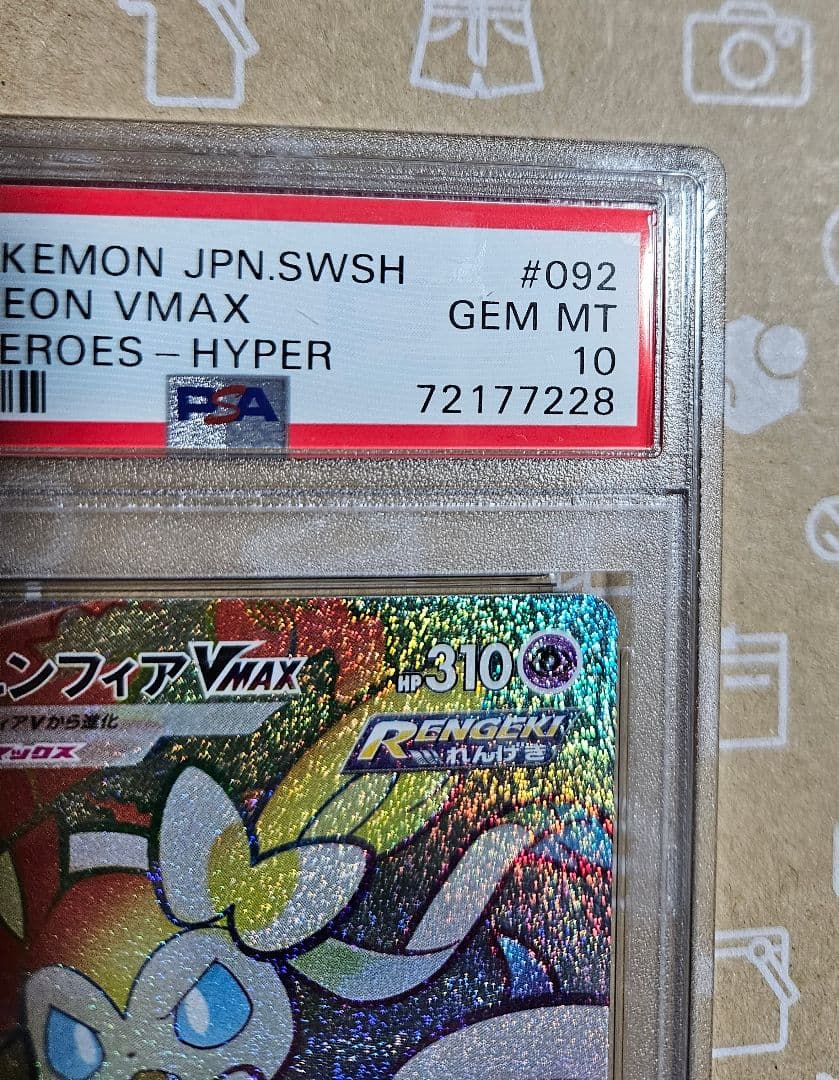 KEMON JPN.SWSH #092
EON VMAX GEM MT
EROES – HYPER 10
PSA 72177228
ンフィアVMAX HP310
ィアVから進化
RENGEKI
れんげき
マックス